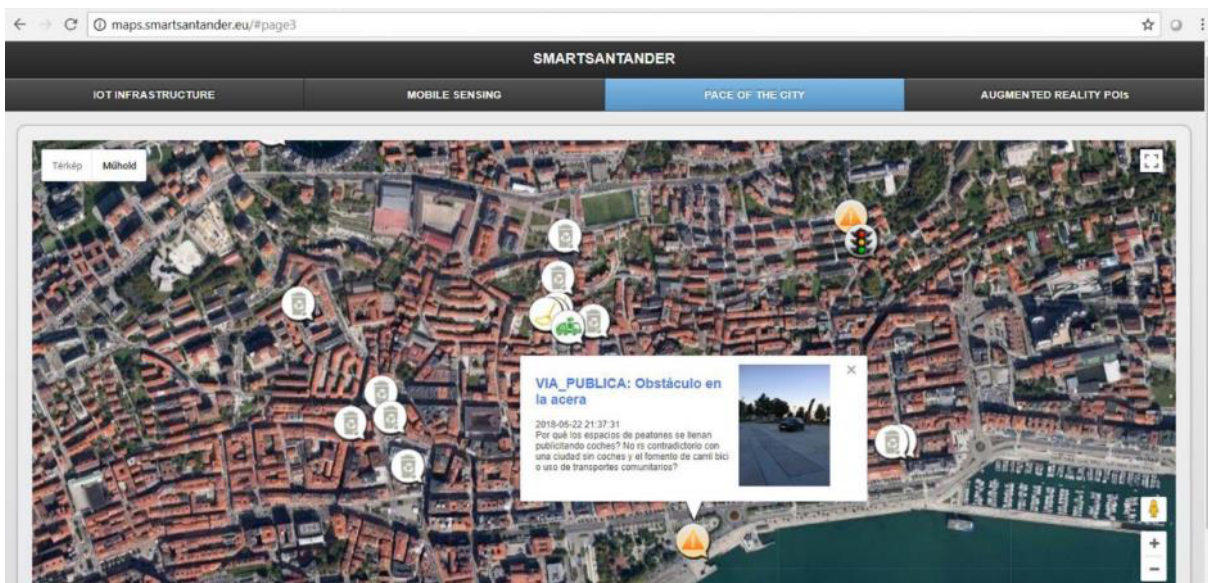 maps.smartsantander.eu/#page3
SMARTSANTANDER
IOT INFRASTRUCTURE
MOBILE SENSING
PACE OF THE CITY
AUGMENTED REALITY POIs
Térkép
Műhold
VIA_PUBLICA: Obstáculo en
la acera
2018-06-22 21:37:31
Por qué los espacios de peatones se llenan
publicitando coches? No rs contradictorio con
una ciudad sin coches y el fomento de carril bici
o uso de transportes comunitarios?